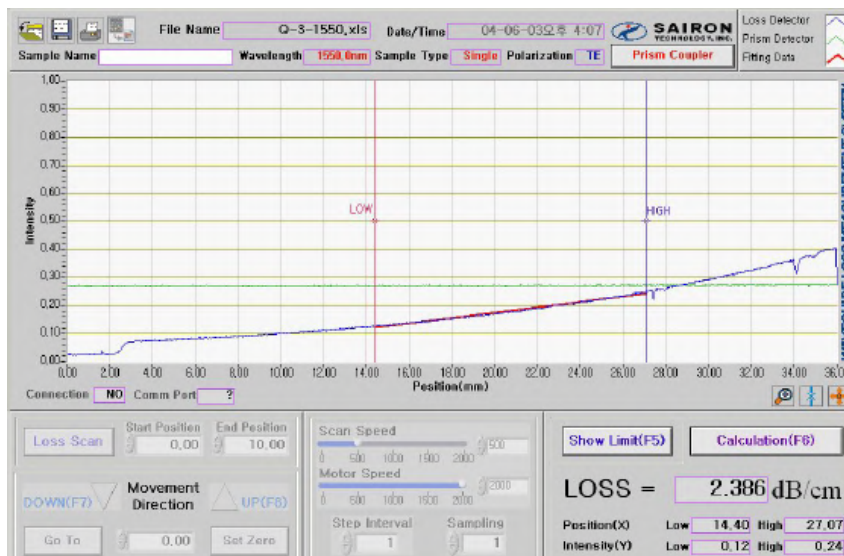 File Name Q-3-1550.xls Date/Time 04-06-03오후 4:07 SAIRON TECHNOLOGY, INC. Loss Detector
Prism Detector
Sample Name Wavelength 1550.0nm Sample Type Single Polarization TE Prism Coupler Fitting Data
1,00
0,90
0,80
0,70
0,60
LOW HIGH
0,50
Intensity
0,40
0,30
0,20
0,10
0,00
0,00 2,00 4,00 6,00 8,00 10,00 12,00 14,00 16,00 18,00 20,00 22,00 24,00 26,00 28,00 30,00 32,00 34,00 36,0
Position(mm)
Connection NO Comm Port ?
Loss Scan Start Position 0,00 End Position 10,00
DOWN(F7) Movement Direction UP(F8)
Go To 0,00 Set Zero
Scan Speed
0 500 1000 1500 2000 500
Motor Speed
0 500 1000 1500 2000 2000
Step Interval Sampling
1 1
Show Limit(F5) Calculation(F6)
LOSS = 2.386 dB/cm
Position(X) Low 14,40 High 27,07
Intensity(Y) Low 0,12 High 0,24